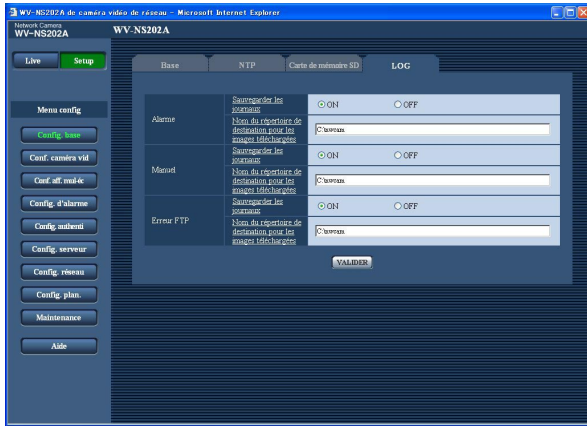 WV-NS202A de caméra vidéo de réseau - Microsoft Internet Explorer
Network Camera
WV-NS202A
WV-NS202A
Live
Setup
Base
NTP
Carte de mémoire SD
LOG
Menu config
Config. base
Conf. caméra vid
Conf. aff. mul-éc
Config. d'alarme
Config. authenti
Config. serveur
Config. réseau
Config. plan.
Maintenance
Aide
Alarme
Sauvegarder les
journaux
ON
OFF
Nom du répertoire de
destination pour les
images téléchargées
Manuel
Sauvegarder les
journaux
ON
OFF
Nom du répertoire de
destination pour les
images téléchargées
Erreur FTP
Sauvegarder les
journaux
ON
OFF
Nom du répertoire de
destination pour les
images téléchargées
VALIDER